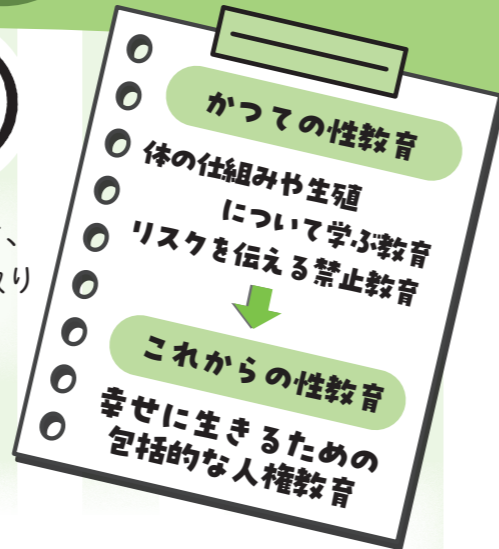 かつての性教育
体の仕組みや生殖
について学ぶ教育
リスクを伝える禁止教育
これからの性教育
幸せに生きるための
包括的な人権教育
、
り